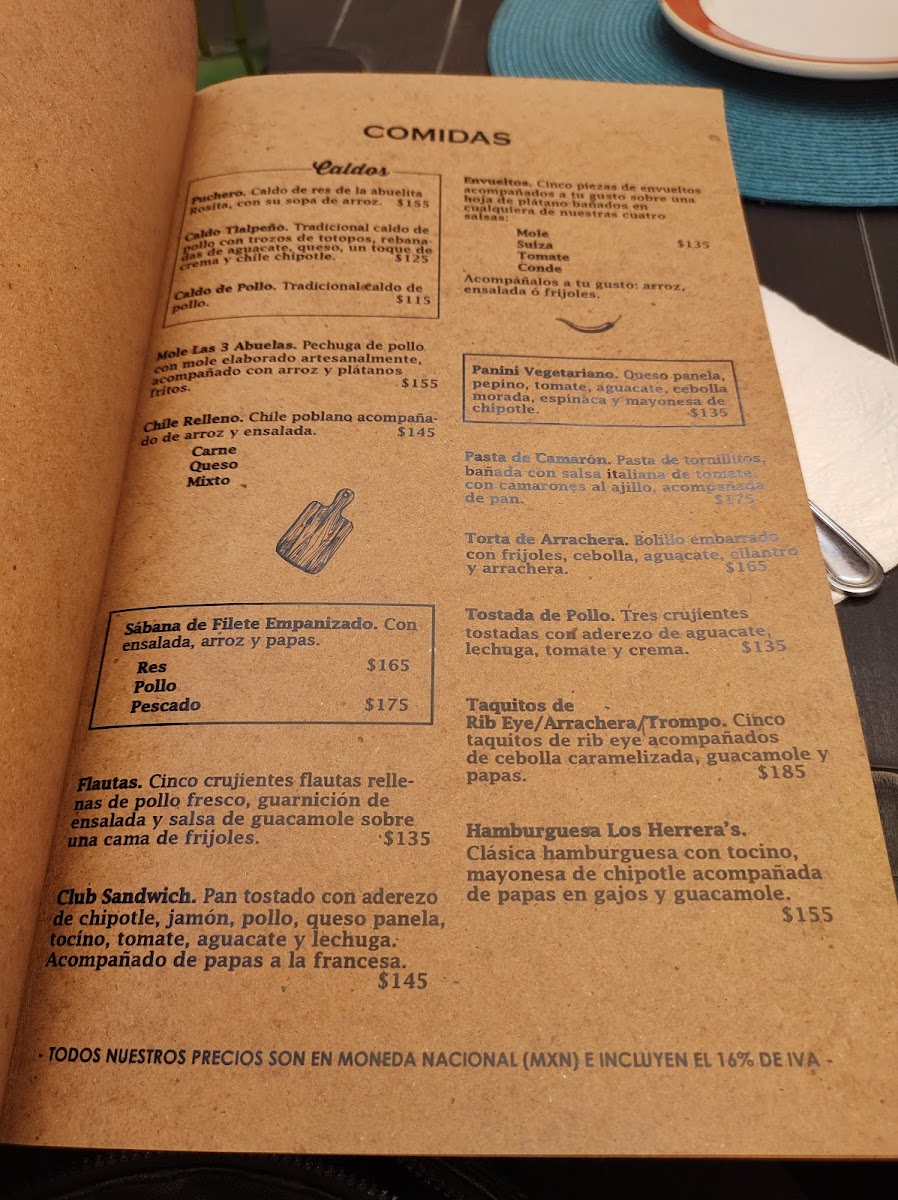 COMIDAS
Caldos
Puchero. Caldo de res de la abuelita
Rosita, con su sopa de arroz. $155
Caldo Tlalpeño. Tradicional caldo de
pollo con trozos de totopos, rebana-
das de aguacate, queso, un toque de
crema y chile chipotle. $125
Caldo de Pollo. Tradicional caldo de
pollo. $115
Mole Las 3 Abuelas. Pechuga de pollo
con mole elaborado artesanalmente,
acompañado con arroz y plátanos
fritos. $155
Chile Relleno. Chile poblano acompaña-
do de arroz y ensalada. $145
Carne
Queso
Mixto
Sábana de Filete Empanizado. Con
ensalada, arroz y papas.
Res $165
Pollo
Pescado $175
Flautas. Cinco crujientes flautas relle-
nas de pollo fresco, guarnición de
ensalada y salsa de guacamole sobre
una cama de frijoles. $135
Club Sandwich. Pan tostado con aderezo
de chipotle, jamón, pollo, queso panela,
tocino, tomate, aguacate y lechuga.
Acompañado de papas a la francesa.
$145
Envueltos. Cinco piezas de envueltos
acompañados a tu gusto sobre una
hoja de plátano bañados en
cualquiera de nuestras cuatro
salsas:
Mole
Suiza $135
Tomate
Conde
Acompáñalos a tu gusto: arroz,
ensalada ó frijoles.
Panini Vegetariano. Queso panela,
pepino, tomate, aguacate, cebolla
morada, espinaca y mayonesa de
chipotle. $135
Pasta de Camarón. Pasta de tornillitos,
bañada con salsa italiana de tomate,
con camarones al ajillo, acompañada
de pan. $175
Torta de Arrachera. Bolillo embarrado
con frijoles, cebolla, aguacate, cilantro
y arrachera. $165
Tostada de Pollo. Tres crujientes
tostadas con aderezo de aguacate,
lechuga, tomate y crema. $135
Taquitos de
Rib Eye/Arrachera/Trompo. Cinco
taquitos de rib eye acompañados
de cebolla caramelizada, guacamole y
papas. $185
Hamburguesa Los Herrera's.
Clásica hamburguesa con tocino,
mayonesa de chipotle acompañada
de papas en gajos y guacamole.
$155
- TODOS NUESTROS PRECIOS SON EN MONEDA NACIONAL (MXN) E INCLUYEN EL 16% DE IVA -